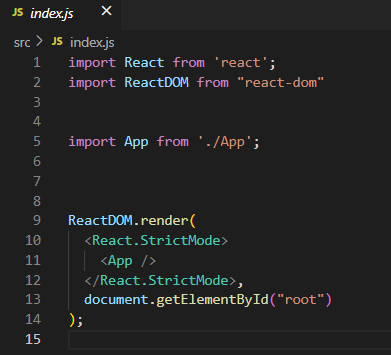 JS index.js ×
src > JS index.js
1 import React from 'react';
2 import ReactDOM from "react-dom"
3
4
5 import App from './App';
6
7
8
9 ReactDOM.render(
10   <React.StrictMode>
11     <App />
12   </React.StrictMode>,
13   document.getElementById("root")
14 );
15